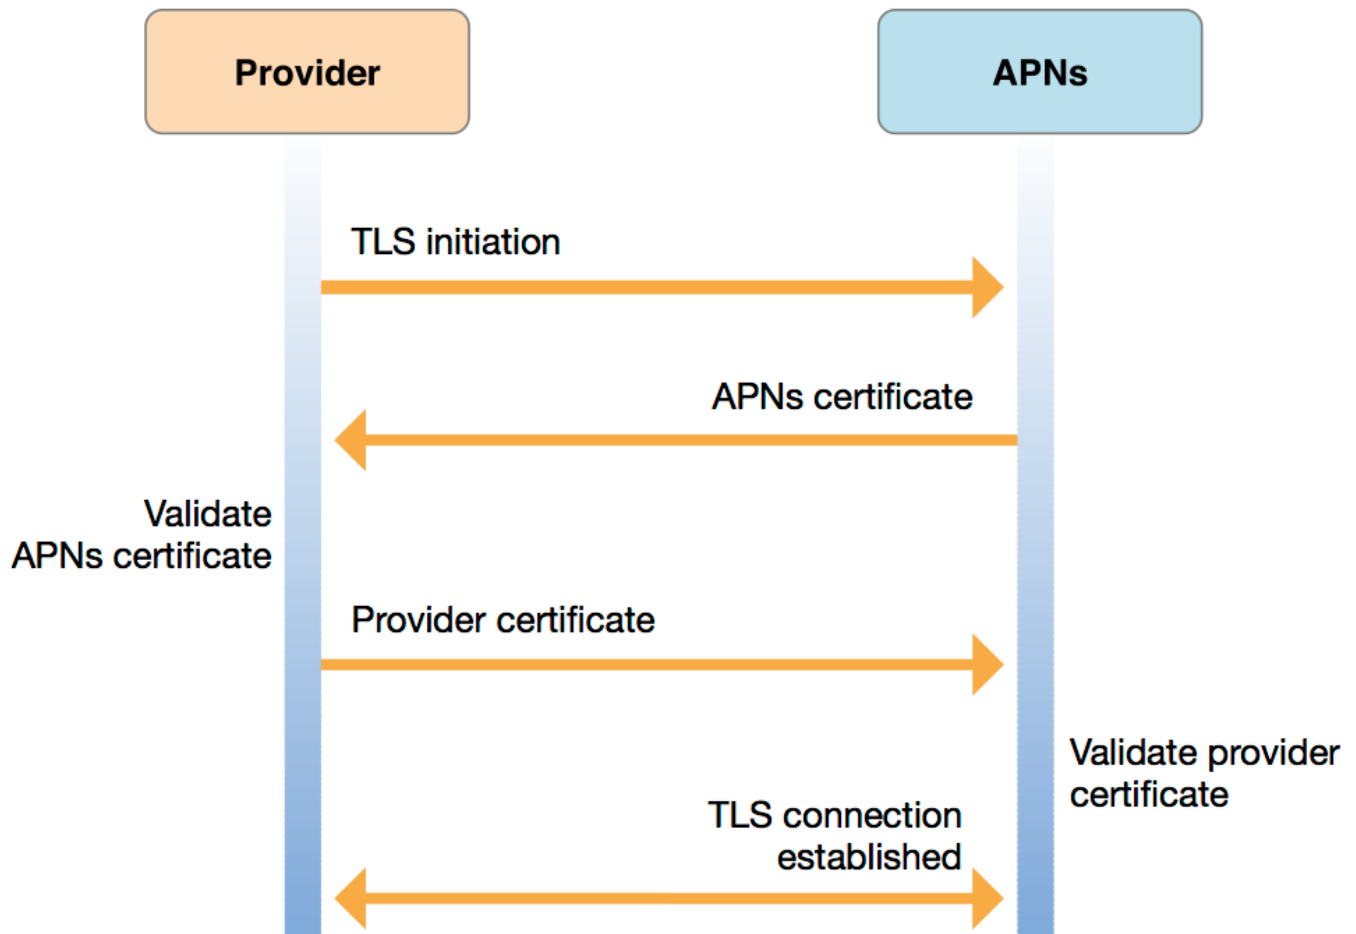 Provider
APNs
TLS initiation
APNs certificate
Validate
APNs certificate
Provider certificate
Validate provider
certificate
TLS connection
established